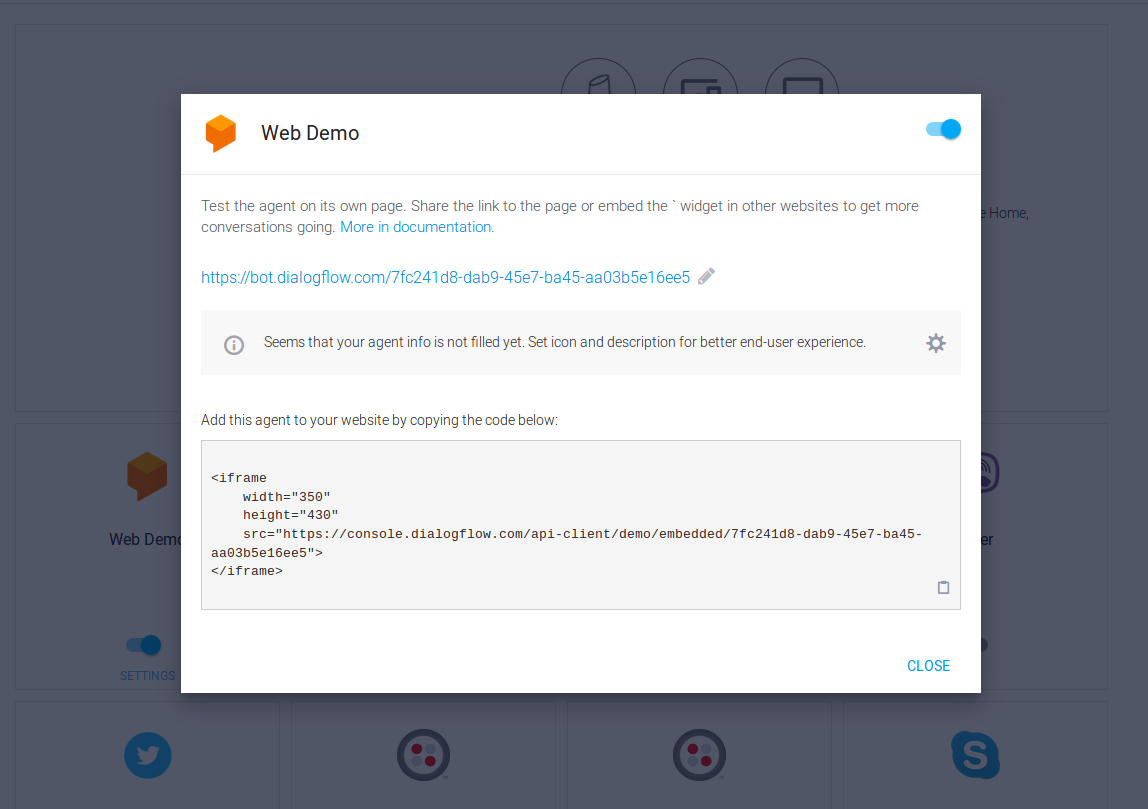 Web Demo
Test the agent on its own page. Share the link to the page or embed the ` widget in other websites to get more
conversations going. More in documentation.
e Home,
https://bot.dialogflow.com/7fc241d8-dab9-45e7-ba45-aa03b5e16ee5
Seems that your agent info is not filled yet. Set icon and description for better end-user experience.
Add this agent to your website by copying the code below:
<iframe
    width="350"
    height="430"
    src="https://console.dialogflow.com/api-client/demo/embedded/7fc241d8-dab9-45e7-ba45-
aa03b5e16ee5">
</iframe>
Web Demo
er
SETTINGS
CLOSE